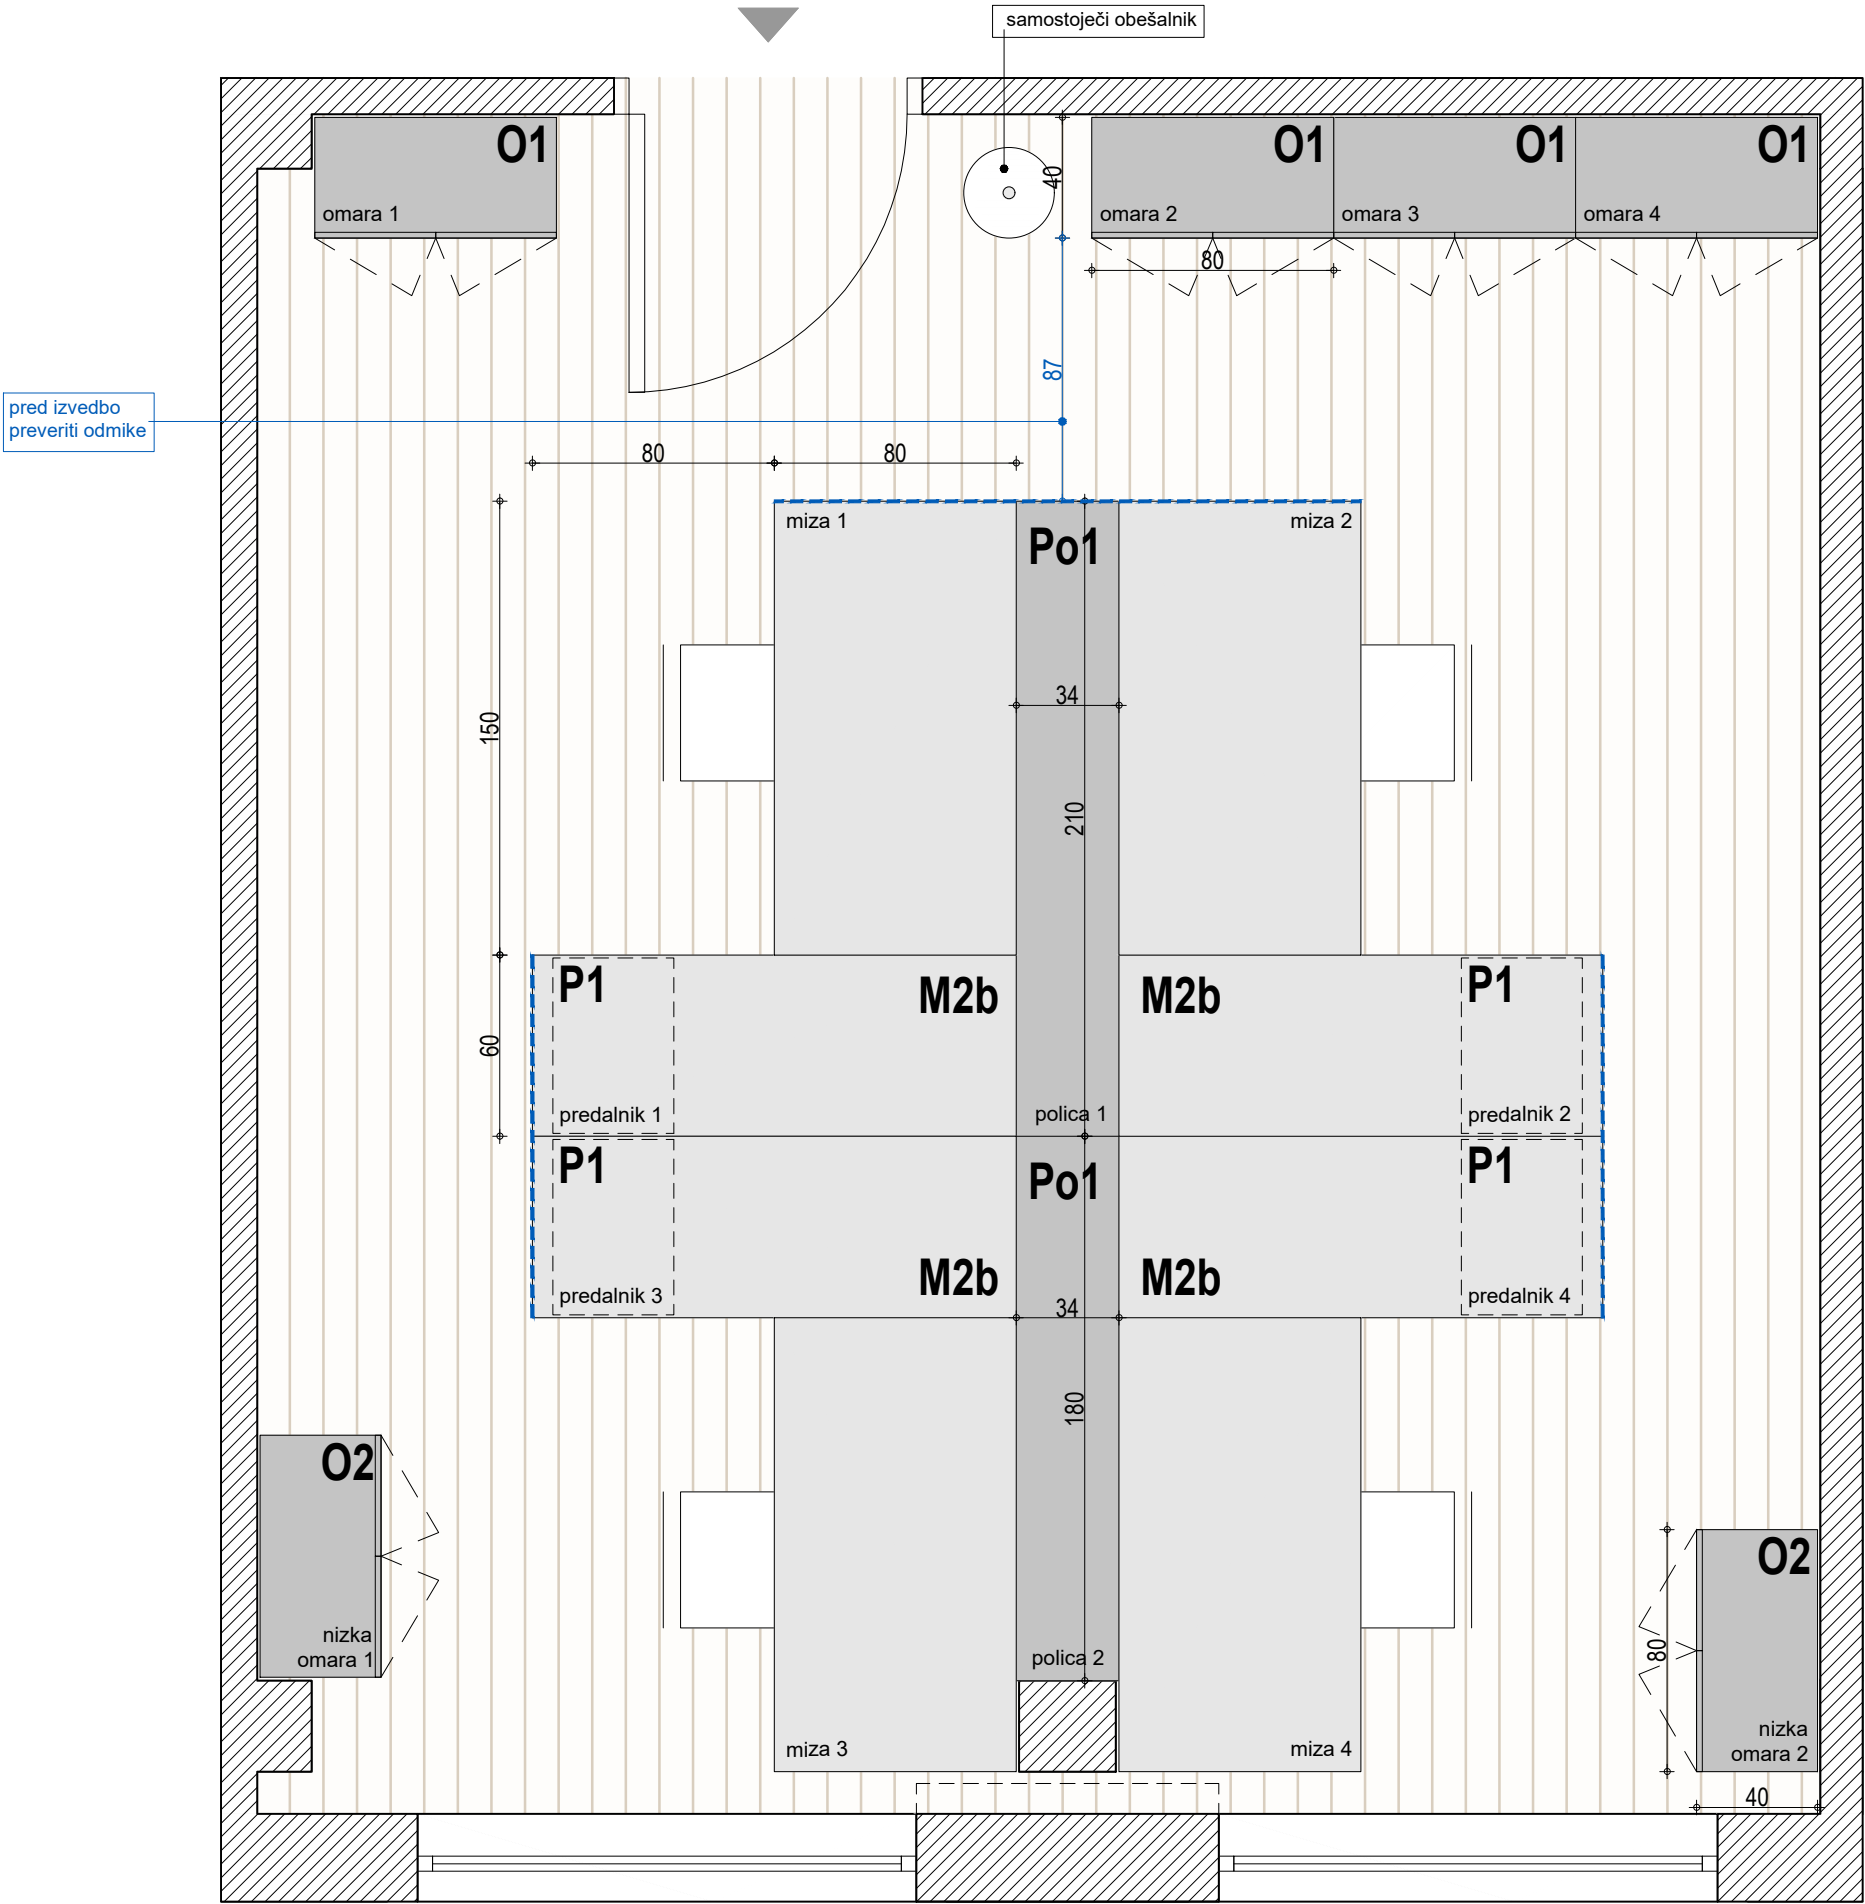 samostoječi obešalnik
O1
O1
O1
O1
40
omara 1
omara 2
omara 3
omara 4
80
87
pred izvedbo
preveriti odmike
80
80
miza 1
miza 2
Po1
34
150
210
P1
M2b
M2b
P1
60
predalnik 1
polica 1
predalnik 2
P1
Po1
P1
M2b
M2b
predalnik 3
34
predalnik 4
180
O2
O2
nizka
omara 1
80
polica 2
miza 3
miza 4
nizka
omara 2
40